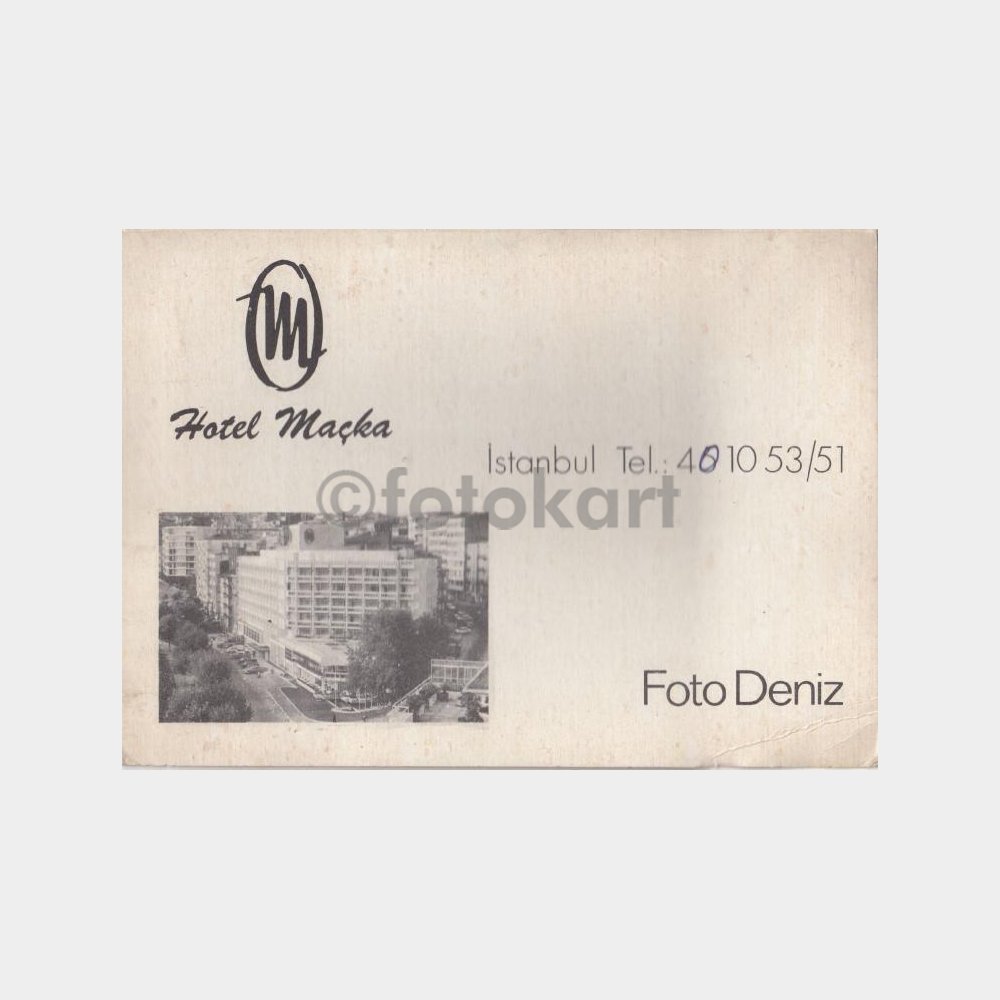 M
Hotel Maçka
İstanbul Tel.: 40 10 53/51
©fotokart
Foto Deniz